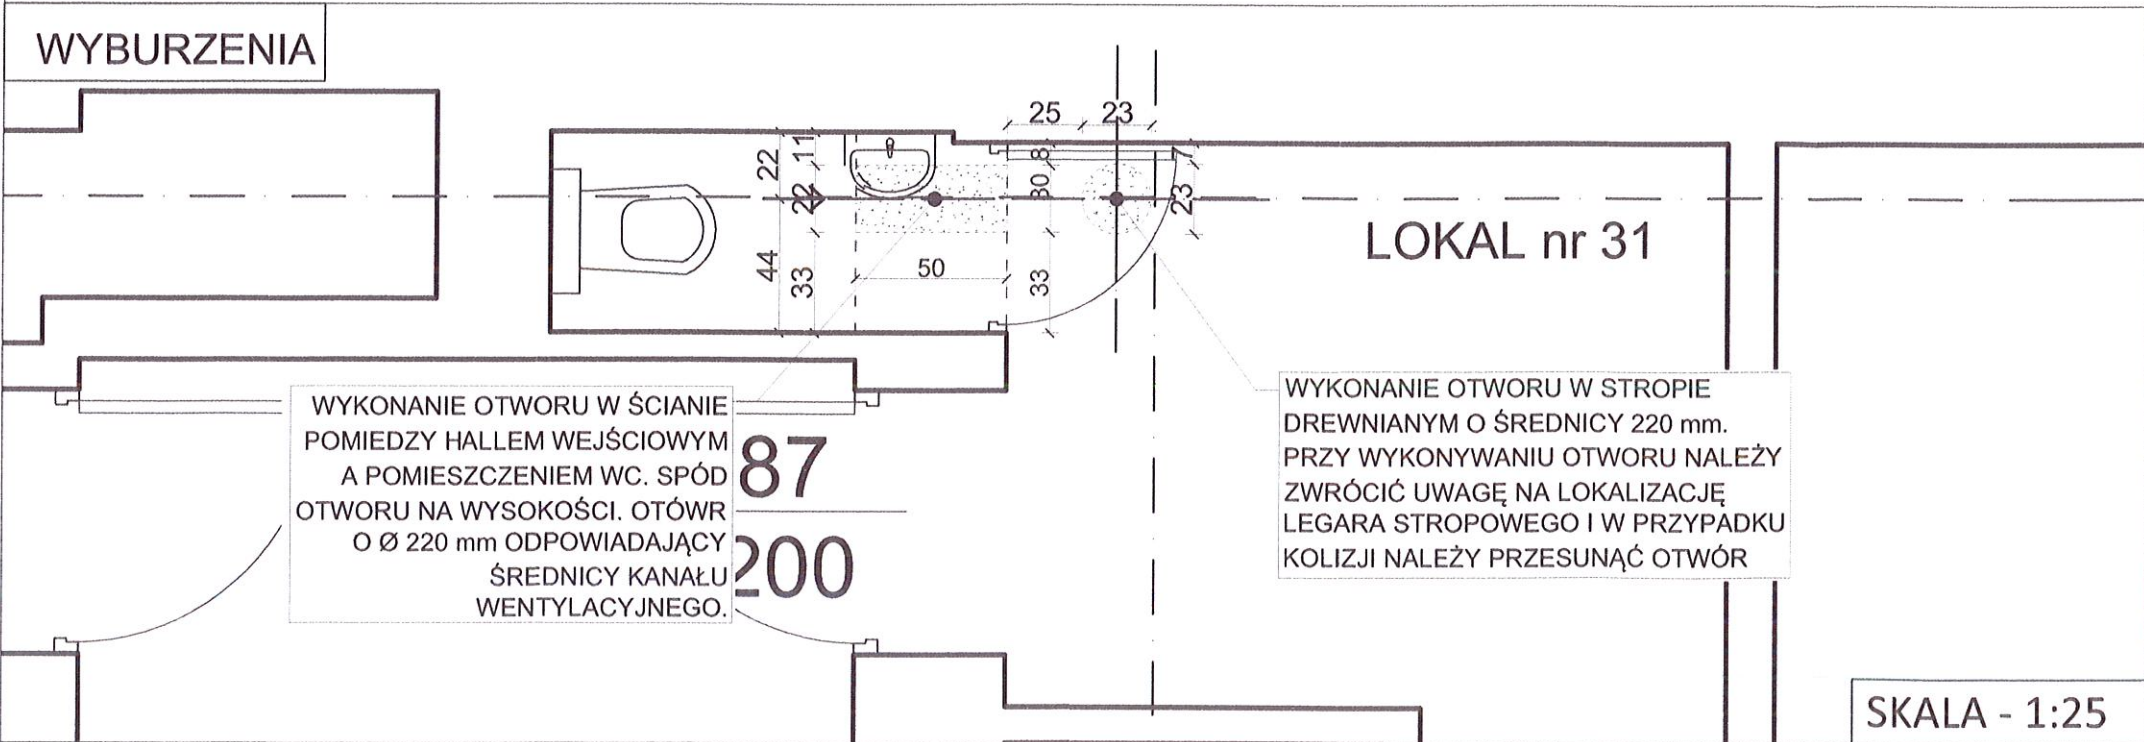 WYBURZENIA
25 23
11
22
8
7
22
30
23
44
33
50
33
LOKAL nr 31
WYKONANIE OTWORU W ŚCIANIE
POMIEDZY HALLEM WEJŚCIOWYM
A POMIESZCZENIEM WC. SPÓD
OTWORU NA WYSOKOŚCI. OTÓWR
O Ø 220 mm ODPOWIADAJĄCY
ŚREDNICY KANAŁU
WENTYLACYJNEGO.
87
200
WYKONANIE OTWORU W STROPIE
DREWNIANYM O ŚREDNICY 220 mm.
PRZY WYKONYWANIU OTWORU NALEŻY
ZWRÓCIĆ UWAGĘ NA LOKALIZACJĘ
LEGARA STROPOWEGO I W PRZYPADKU
KOLIZJI NALEŻY PRZESUNĄĆ OTWÓR
SKALA - 1:25